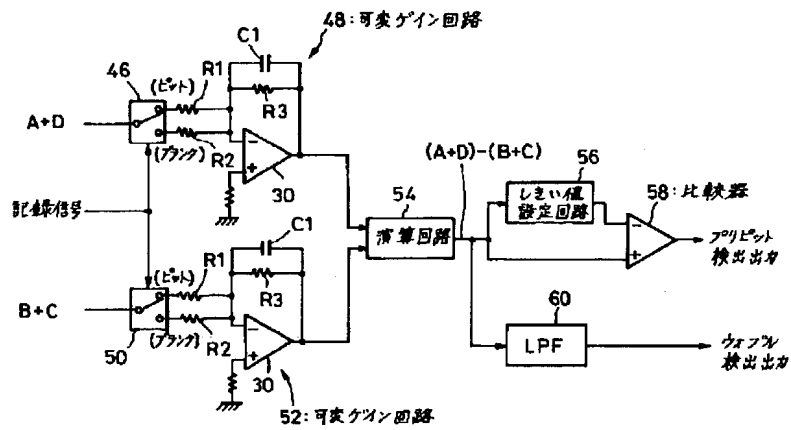 48:可変ゲイン回路
C1
46
(ピット)
R1
R3
A+D
(ブランク)
R2
30
(A+D)-(B+C)
56
しきい値
設定回路
58:比較器
54
演算回路
プリピット
検出出力
記録信号
C1
(ピット)
R1
R3
B+C
(ブランク)
R2
50
30
60
LPF
ウォブル
検出出力
52:可変ゲイン回路